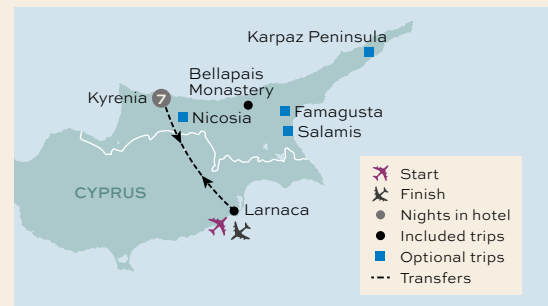 Karpaz Peninsula
Bellapais
Monastery
Kyrenia 7
Nicosia
Famagusta
Salamis
CYPRUS
Larnaca
Start
Finish
Nights in hotel
Included trips
Optional trips
Transfers